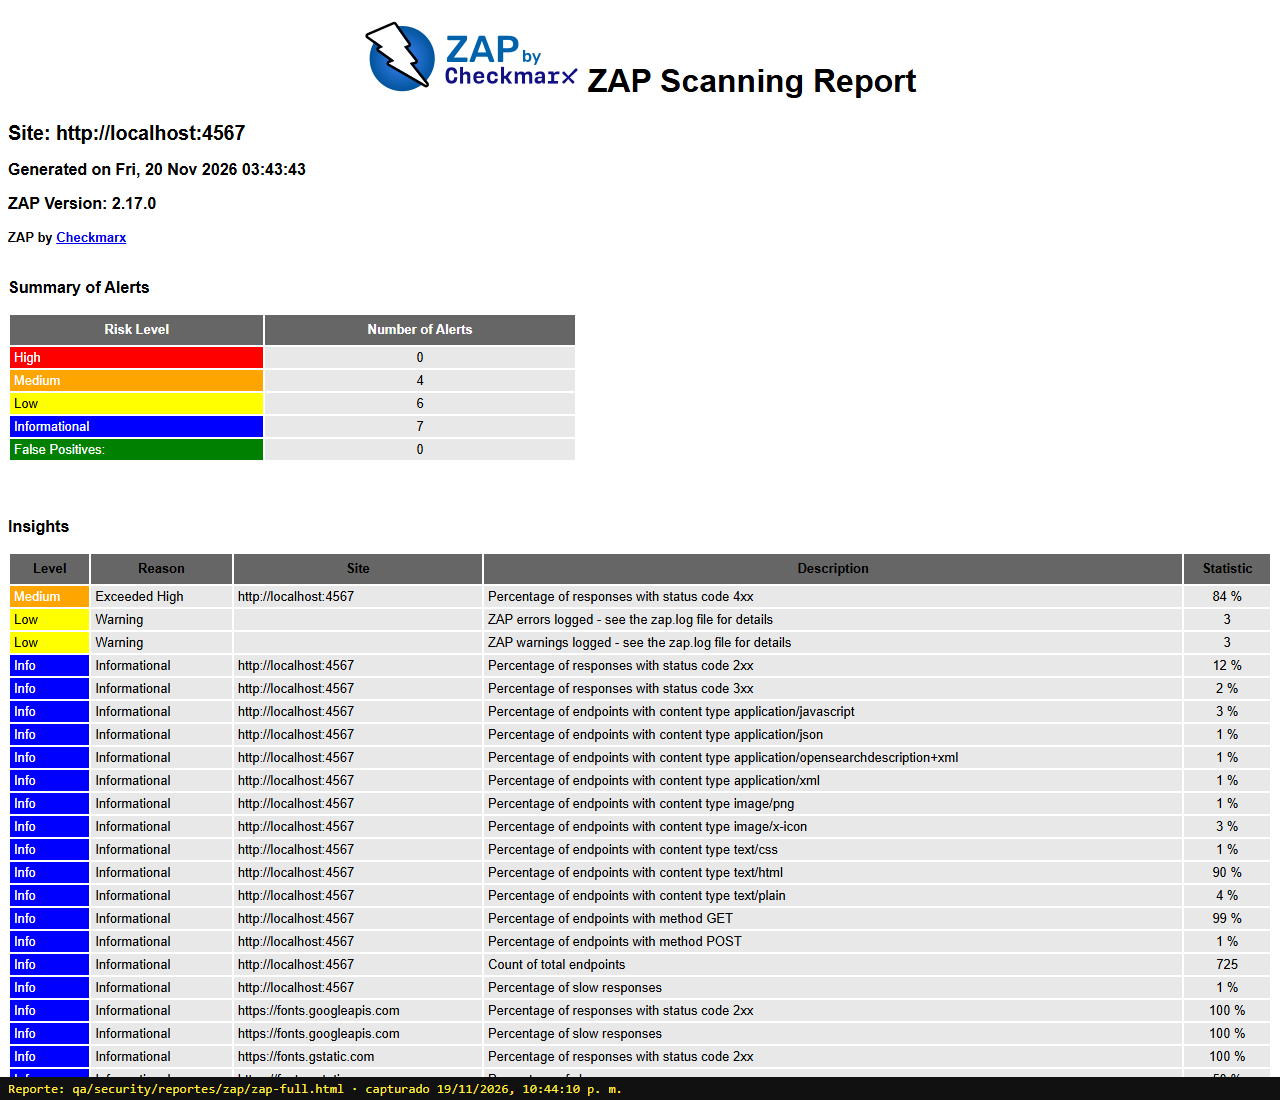 ZAP by Checkmarx ZAP Scanning Report
Site: http://localhost:4567
Generated on Fri, 20 Nov 2026 03:43:43
ZAP Version: 2.17.0
ZAP by Checkmarx
Summary of Alerts
Risk Level Number of Alerts
High 0
Medium 4
Low 6
Informational 7
False Positives: 0
Insights
Level Reason Site Description Statistic
Medium Exceeded High http://localhost:4567 Percentage of responses with status code 4xx 84 %
Low Warning ZAP errors logged - see the zap.log file for details 3
Low Warning ZAP warnings logged - see the zap.log file for details 3
Info Informational http://localhost:4567 Percentage of responses with status code 2xx 12 %
Info Informational http://localhost:4567 Percentage of responses with status code 3xx 2 %
Info Informational http://localhost:4567 Percentage of endpoints with content type application/javascript 3 %
Info Informational http://localhost:4567 Percentage of endpoints with content type application/json 1 %
Info Informational http://localhost:4567 Percentage of endpoints with content type application/opensearchdescription+xml 1 %
Info Informational http://localhost:4567 Percentage of endpoints with content type application/xml 1 %
Info Informational http://localhost:4567 Percentage of endpoints with content type image/png 1 %
Info Informational http://localhost:4567 Percentage of endpoints with content type image/x-icon 3 %
Info Informational http://localhost:4567 Percentage of endpoints with content type text/css 1 %
Info Informational http://localhost:4567 Percentage of endpoints with content type text/html 90 %
Info Informational http://localhost:4567 Percentage of endpoints with content type text/plain 4 %
Info Informational http://localhost:4567 Percentage of endpoints with method GET 99 %
Info Informational http://localhost:4567 Percentage of endpoints with method POST 1 %
Info Informational http://localhost:4567 Count of total endpoints 725
Info Informational http://localhost:4567 Percentage of slow responses 1 %
Info Informational https://fonts.googleapis.com Percentage of responses with status code 2xx 100 %
Info Informational https://fonts.googleapis.com Percentage of slow responses 100 %
Info Informational https://fonts.gstatic.com Percentage of responses with status code 2xx 100 %
Reporte: qa/security/reportes/zap/zap-full.html · capturado 19/11/2026, 10:44:10 p. m.